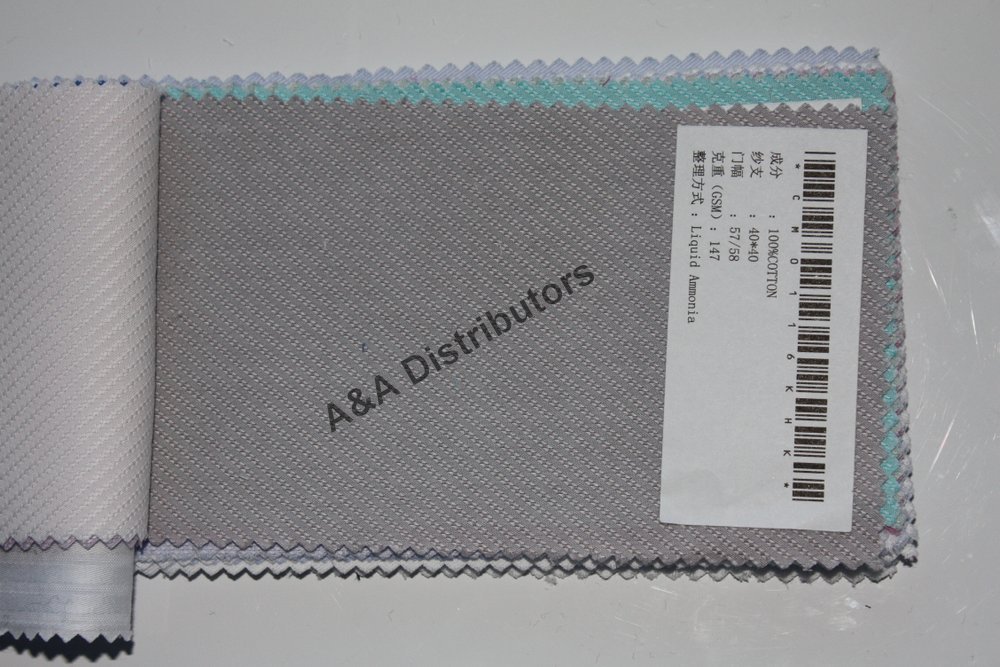 *CM0116KHK*
成分 : 100%COTTON
纱支 : 40*40
门幅 : 57/58
克重(GSM) : 147
整理方式 : Liquid Ammonia
A&A Distributors